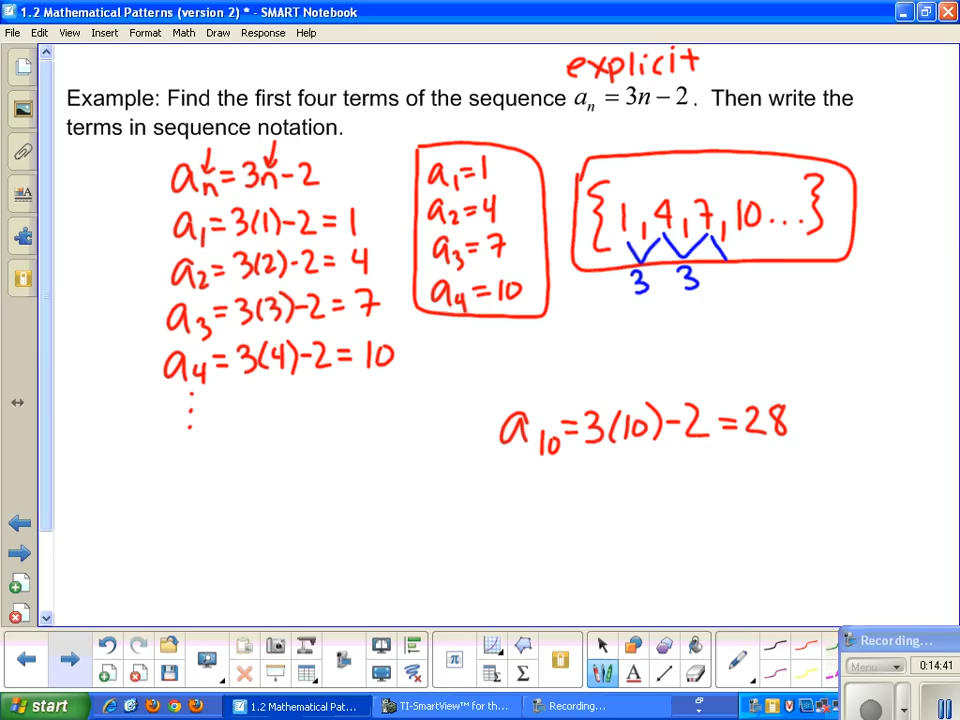 1.2 Mathematical Patterns (version 2) * - SMART Notebook
File Edit View Insert Format Math Draw Response Help
explicit
Example: Find the first four terms of the sequence aₙ = 3n − 2. Then write the
terms in sequence notation.
aₙ = 3n - 2
a₁ = 3(1) - 2 = 1
a₂ = 3(2) - 2 = 4
a₃ = 3(3) - 2 = 7
a₄ = 3(4) - 2 = 10
⋮
a₁ = 1
a₂ = 4
a₃ = 7
a₄ = 10
{1, 4, 7, 10 ...}
3 3
a₁₀ = 3(10) - 2 = 28
π
Σ
A
Recording...
Menu 0:14:41
start
1.2 Mathematical Pat...
TI-SmartView™ for th...
Recording...